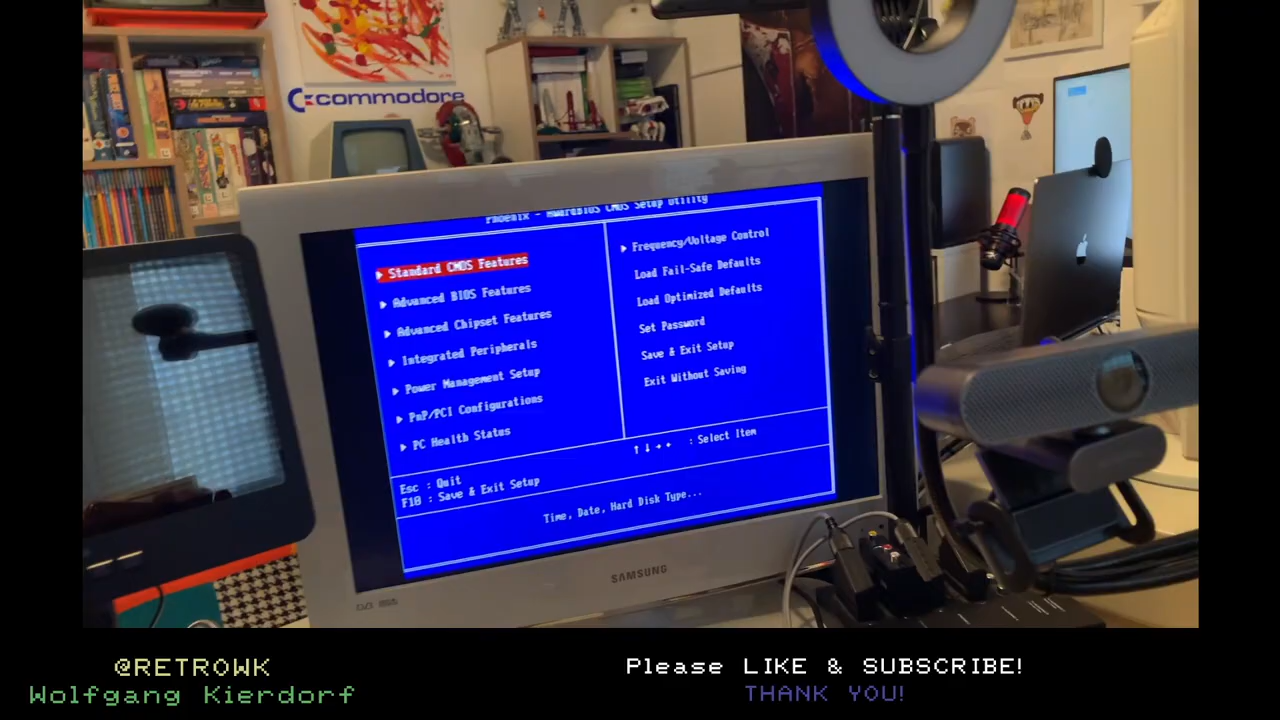 commodore
Phoenix - AwardBIOS CMOS Setup Utility
Standard CMOS Features
Advanced BIOS Features
Advanced Chipset Features
Integrated Peripherals
Power Management Setup
PnP/PCI Configurations
PC Health Status
Frequency/Voltage Control
Load Fail-Safe Defaults
Load Optimized Defaults
Set Password
Save & Exit Setup
Exit Without Saving
Esc : Quit
F10 : Save & Exit Setup
↑ ↓ → ← : Select Item
Time, Date, Hard Disk Type...
SAMSUNG
@RETROWK
Wolfgang Kierdorf
Please LIKE & SUBSCRIBE!
THANK YOU!